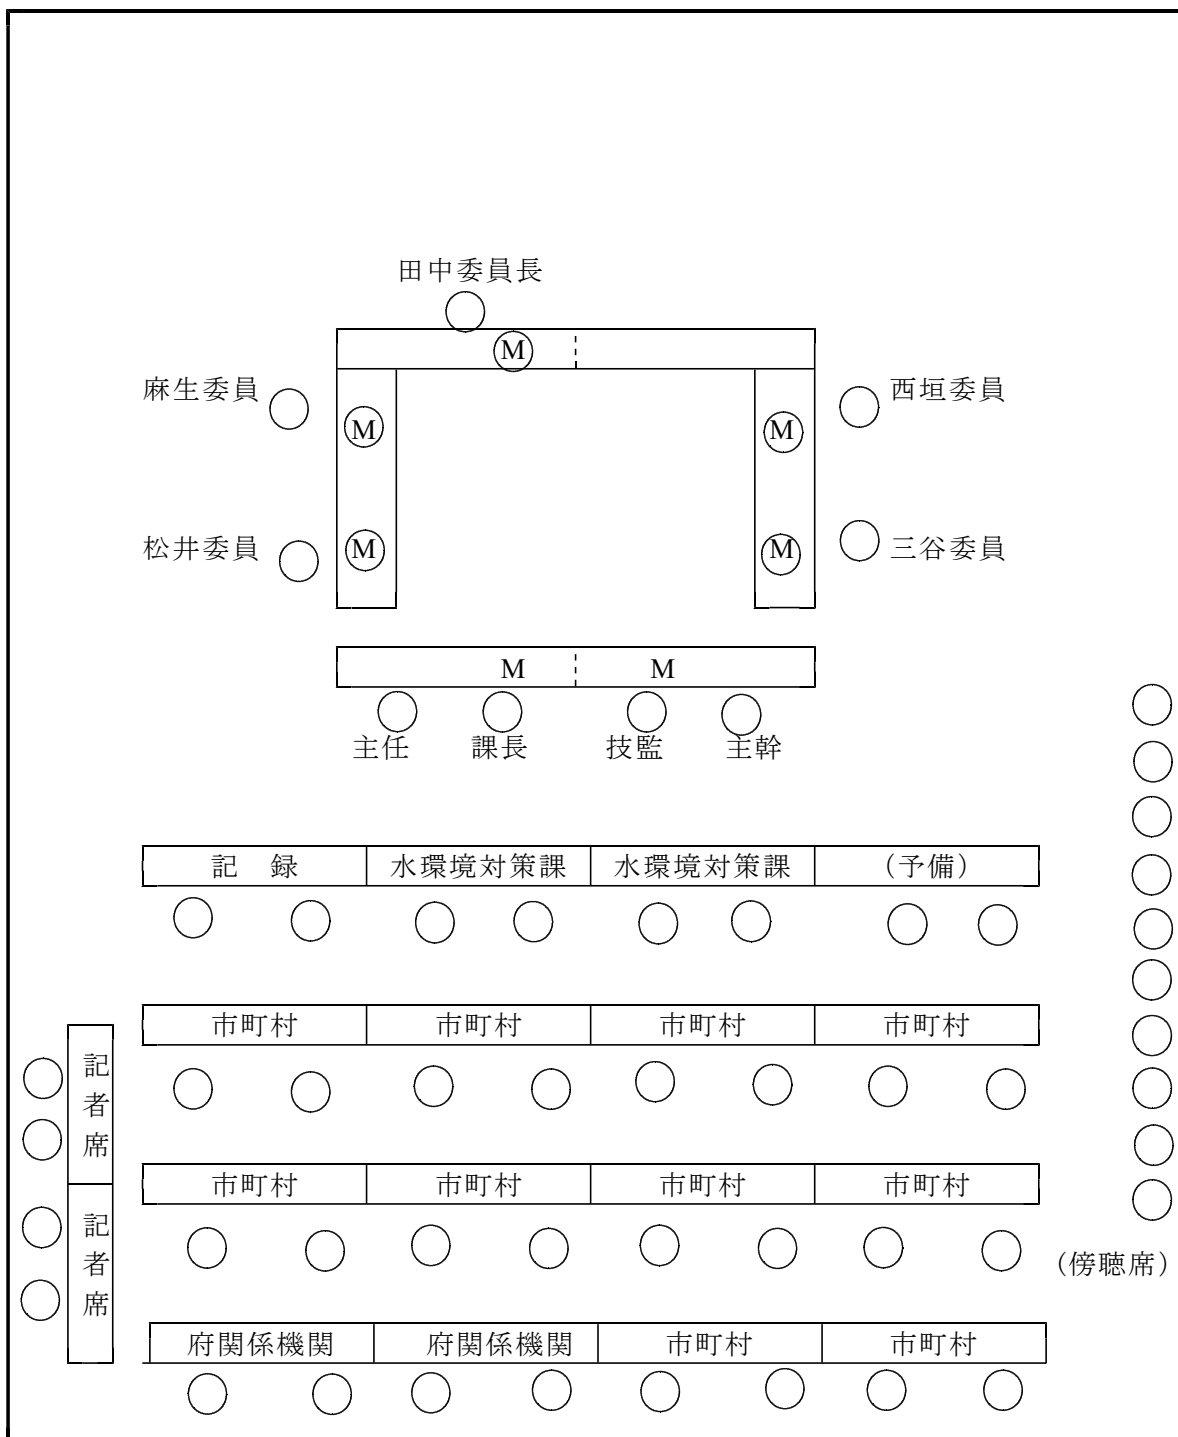 田中委員長
M
麻生委員
西垣委員
M
M
松井委員
三谷委員
M
M
M
M
主任
課長
技監
主幹
記　録
水環境対策課
水環境対策課
(予備)
市町村
市町村
市町村
市町村
記者席
市町村
市町村
市町村
市町村
記者席
(傍聴席)
府関係機関
府関係機関
市町村
市町村